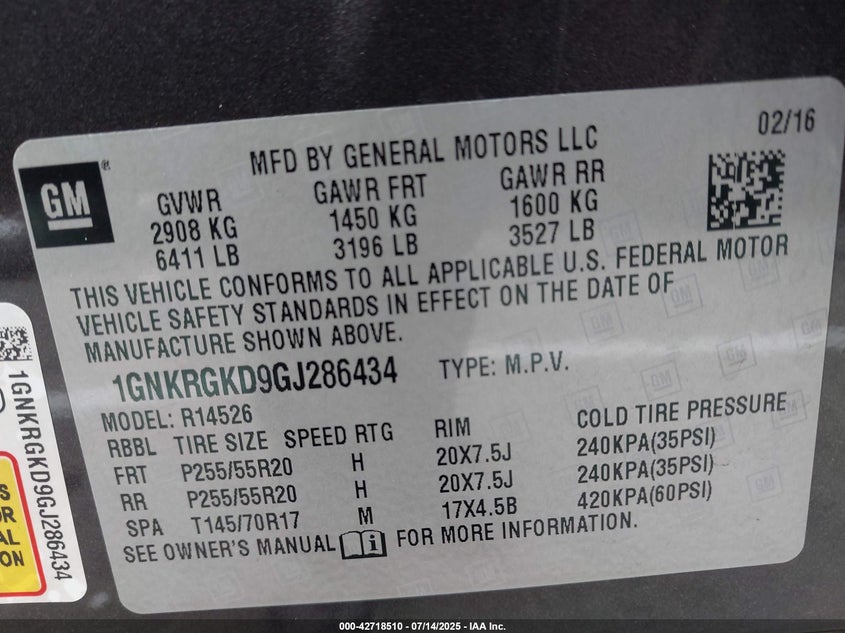 02/16
MFD BY GENERAL MOTORS LLC
GM®
GVWR GAWR FRT GAWR RR
2908 KG 1450 KG 1600 KG
6411 LB 3196 LB 3527 LB
THIS VEHICLE CONFORMS TO ALL APPLICABLE U.S. FEDERAL MOTOR
VEHICLE SAFETY STANDARDS IN EFFECT ON THE DATE OF
MANUFACTURE SHOWN ABOVE.
1GNKRGKD9GJ286434 TYPE: M.P.V.
MODEL: R14526
RBBL TIRE SIZE SPEED RTG RIM COLD TIRE PRESSURE
FRT P255/55R20 H 20X7.5J 240KPA(35PSI)
RR P255/55R20 H 20X7.5J 240KPA(35PSI)
SPA T145/70R17 M 17X4.5B 420KPA(60PSI)
SEE OWNER'S MANUAL FOR MORE INFORMATION.
1GNKRGKD9GJ286434
000-42718510 - 07/14/2025 - IAA Inc.